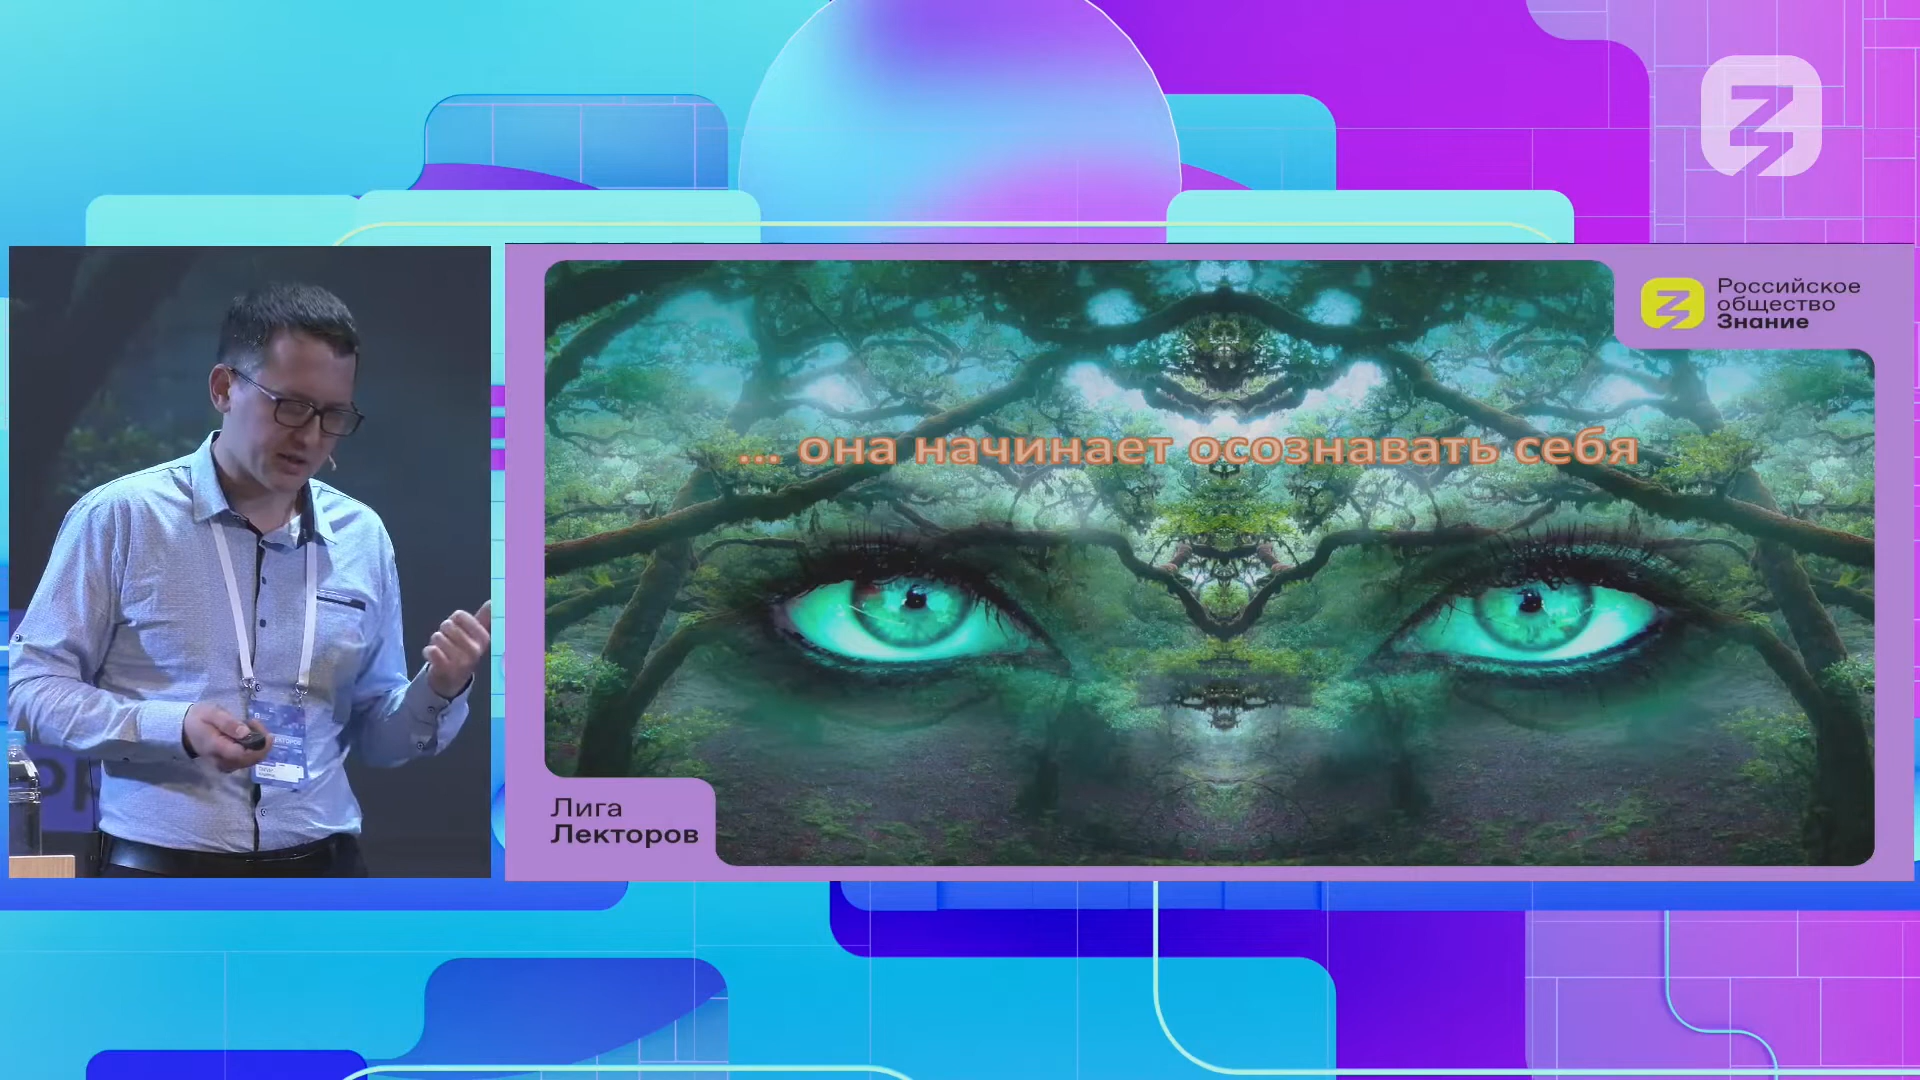 Российское
общество
Знание
... она начинает осознавать себя
Лига
Лекторов